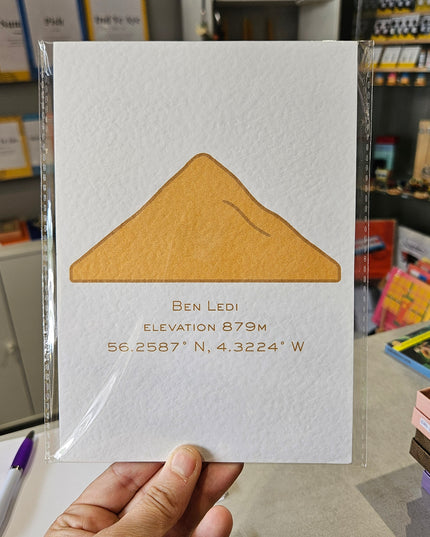 Ben Ledi
elevation 879m
56.2587° N, 4.3224° W